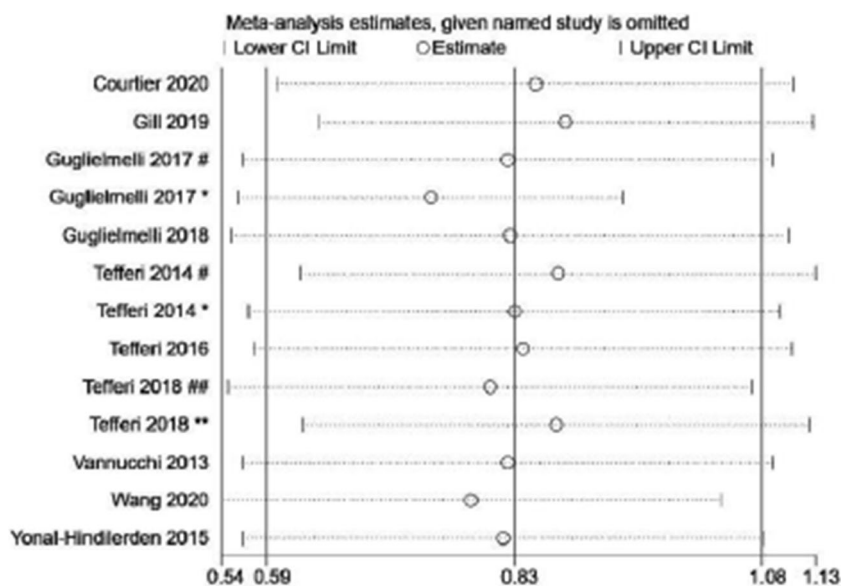 Meta-analysis estimates, given named study is omitted
Lower CI Limit Estimate Upper CI Limit
Courtier 2020
Gill 2019
Guglielmelli 2017 #
Guglielmelli 2017 *
Guglielmelli 2018
Tefferi 2014 #
Tefferi 2014 *
Tefferi 2016
Tefferi 2018 ##
Tefferi 2018 **
Vannucchi 2013
Wang 2020
Yonal-Hindilerden 2015
0.54 0.59 0.83 1.08 1.13